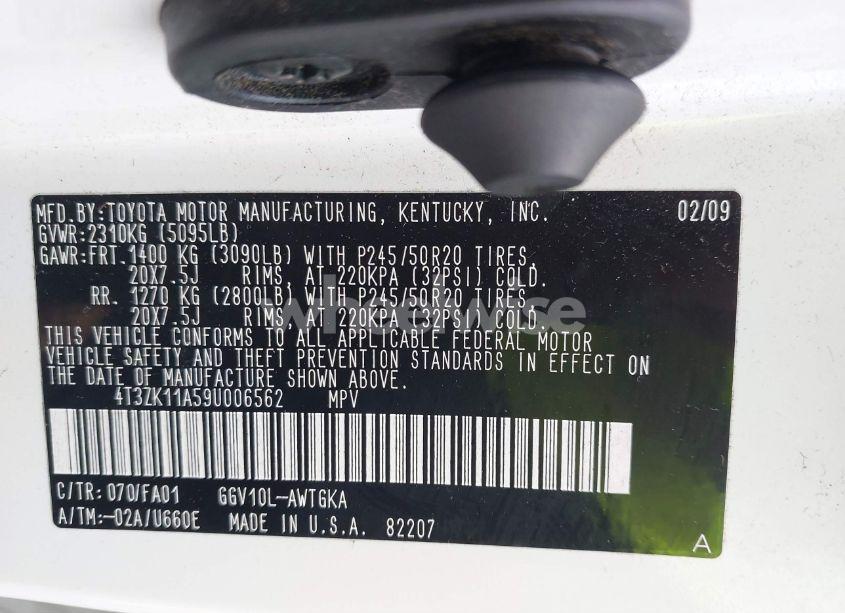 MFD.BY:TOYOTA MOTOR MANUFACTURING, KENTUCKY, INC. 02/09
GVWR:2310KG (5095LB)
GAWR:FRT.1400 KG (3090LB) WITH P245/50R20 TIRES,
20X7.5J RIMS, AT 220KPA (32PSI) COLD.
RR. 1270 KG (2800LB) WITH P245/50R20 TIRES,
20X7.5J RIMS, AT 220KPA (32PSI) COLD.
wheelwise
THIS VEHICLE CONFORMS TO ALL APPLICABLE FEDERAL MOTOR
VEHICLE SAFETY AND THEFT PREVENTION STANDARDS IN EFFECT ON
THE DATE OF MANUFACTURE SHOWN ABOVE.
4T3ZK11A59U006562 MPV
C/TR: 070/FA01 GGV10L-AWTGKA
A/TM:-02A/U660E MADE IN U.S.A. 82207
A